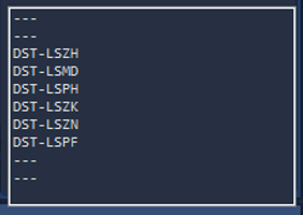 ---
---
DST-LSZH
DST-LSMD
DST-LSPH
DST-LSZK
DST-LSZN
DST-LSPF
---
---